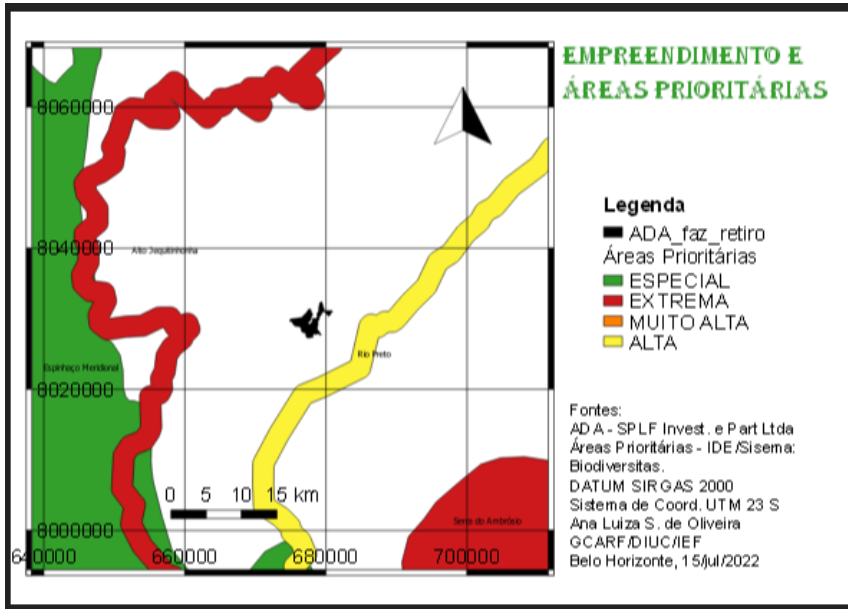 EMPREENDIMENTO E
ÁREAS PRIORITÁRIAS
8060000
8040000
8020000
8000000
640000
6600000
6800000
7000000
Alto Jequitinhonha
Espinhaço Meridional
Rio Preto
Serra do Ambrósio
0 5 10 15 km
Legenda
ADA_faz_retiro
Áreas Prioritárias
ESPECIAL
EXTREMA
MUITO ALTA
ALTA
Fontes:
ADA - SPLF Invest. e Part Ltda
Áreas Prioritárias - IDE/Sisema:
Biodiversitas.
DATUM SIRGAS 2000
Sistema de Coord. UTM 23 S
Ana Luiza S. de Oliveira
GCARF/DIUC/IEF
Belo Horizonte, 15/jul/2022